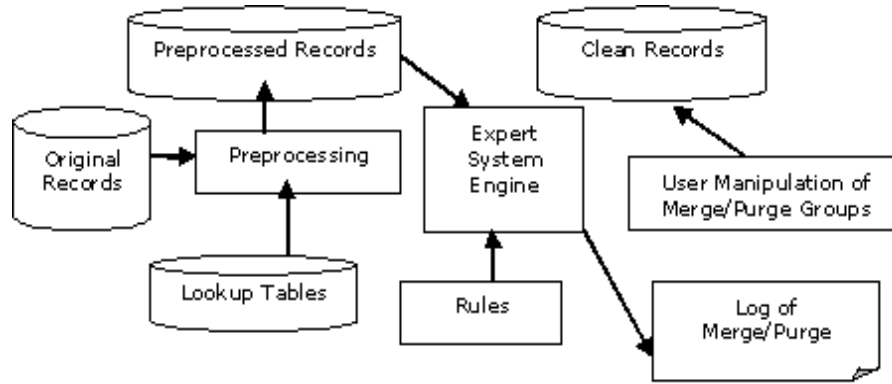 Preprocessed Records
Clean Records
Original
Records
Preprocessing
Expert
System
Engine
User Manipulation of
Merge/Purge Groups
Lookup Tables
Rules
Log of
Merge/Purge